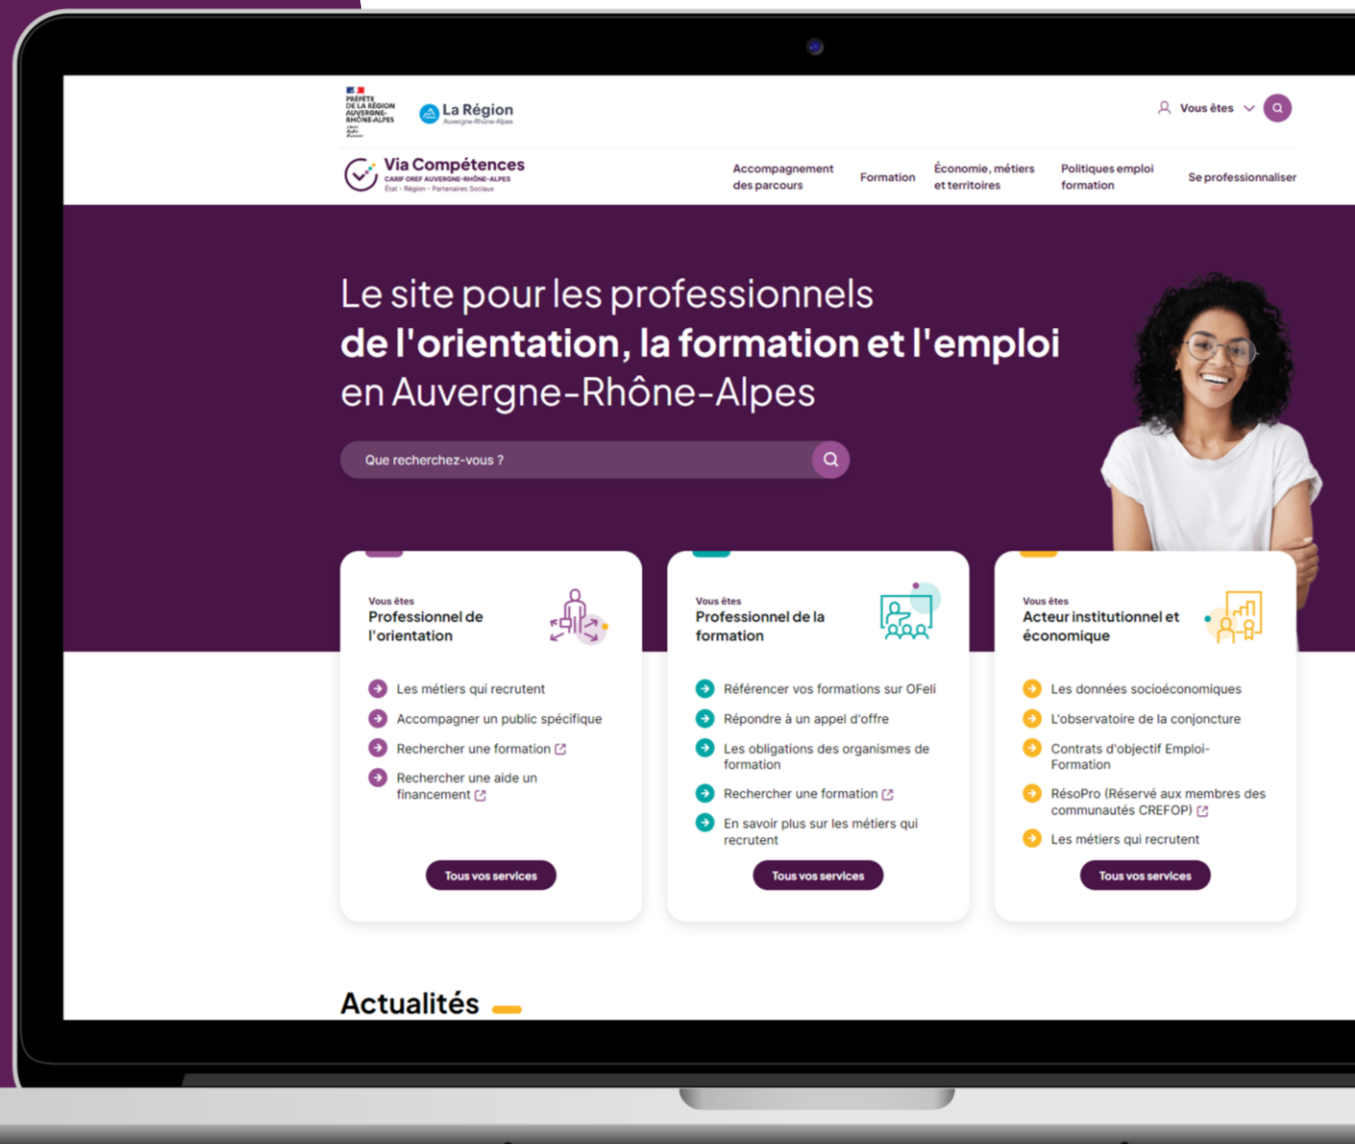 PRÉFÈTE
DE LA RÉGION
AUVERGNE-
RHÔNE-ALPES
La Région
Auvergne-Rhône-Alpes
Vous êtes
Via Compétences
CARIF OREF AUVERGNE-RHÔNE-ALPES
État - Région - Partenaires Sociaux
Accompagnement
des parcours
Formation
Économie, métiers
et territoires
Politiques emploi
formation
Se professionnaliser
Le site pour les professionnels
de l'orientation, la formation et l'emploi
en Auvergne-Rhône-Alpes
Que recherchez-vous ?
Vous êtes
Professionnel de
l'orientation
Les métiers qui recrutent
Accompagner un public spécifique
Rechercher une formation
Rechercher une aide un
financement
Tous vos services
Vous êtes
Professionnel de la
formation
Référencer vos formations sur OFeli
Répondre à un appel d'offre
Les obligations des organismes de
formation
Rechercher une formation
En savoir plus sur les métiers qui
recrutent
Tous vos services
Vous êtes
Acteur institutionnel et
économique
Les données socioéconomiques
L'observatoire de la conjoncture
Contrats d'objectif Emploi-
Formation
RésoPro (Réservé aux membres des
communautés CREFOP)
Les métiers qui recrutent
Tous vos services
Actualités